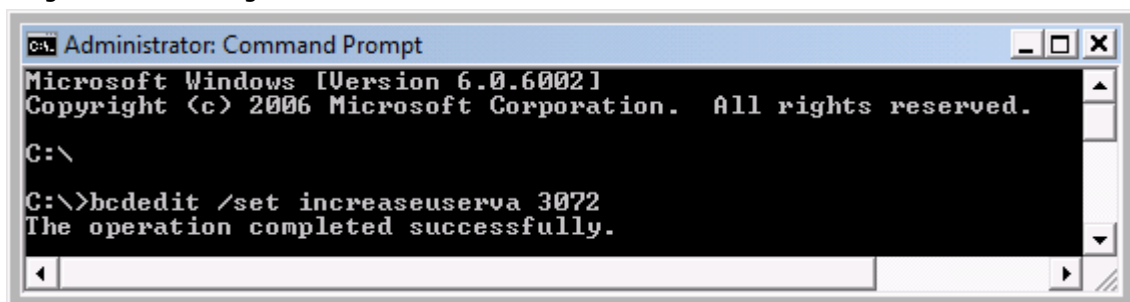 Administrator: Command Prompt
Microsoft Windows [Version 6.0.6002]
Copyright (c) 2006 Microsoft Corporation.  All rights reserved.
C:\
C:\>bcdedit /set increaseuserva 3072
The operation completed successfully.